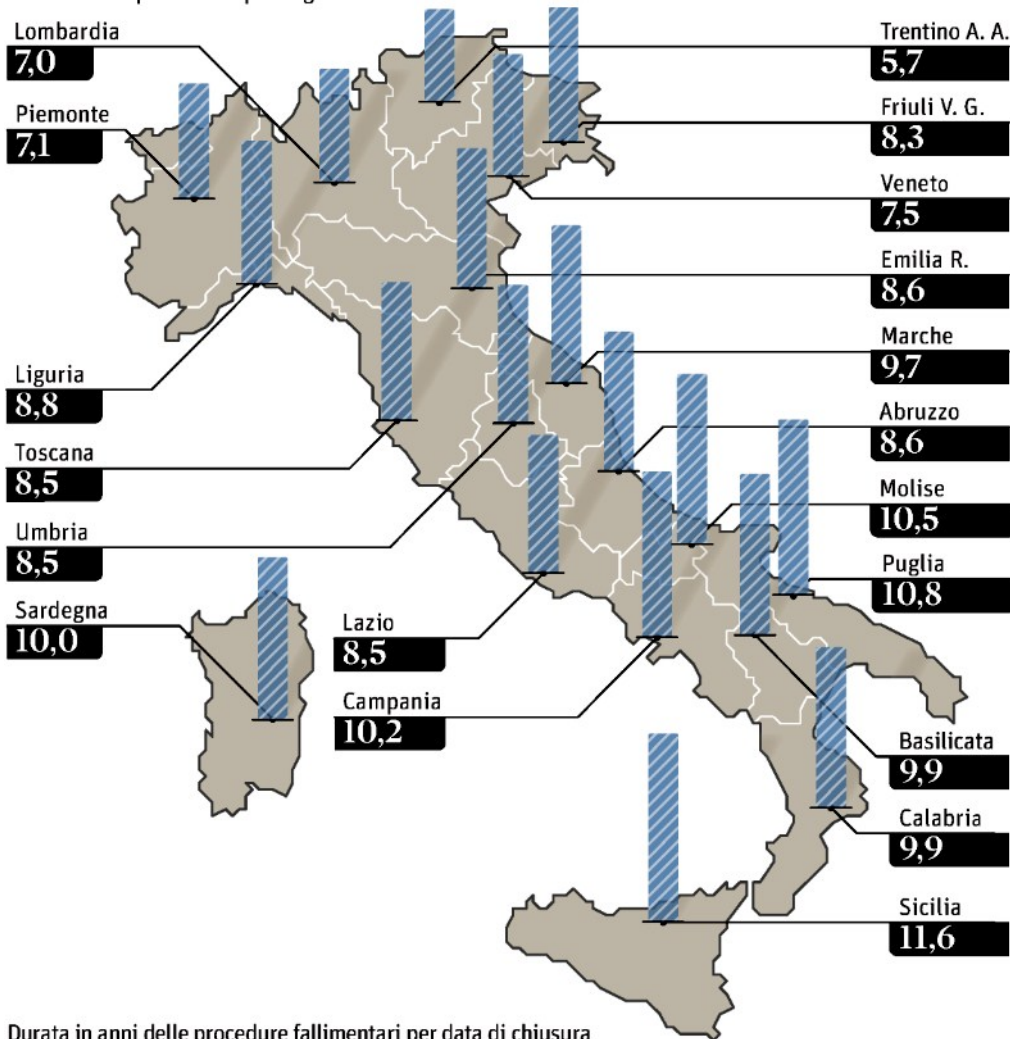 Lombardia
7,0
Piemonte
7,1
Trentino A. A.
5,7
Friuli V. G.
8,3
Veneto
7,5
Emilia R.
8,6
Marche
9,7
Abruzzo
8,6
Molise
10,5
Puglia
10,8
Liguria
8,8
Toscana
8,5
Umbria
8,5
Sardegna
10,0
Lazio
8,5
Campania
10,2
Basilicata
9,9
Calabria
9,9
Sicilia
11,6
Durata in anni delle procedure fallimentari per data di chiusura